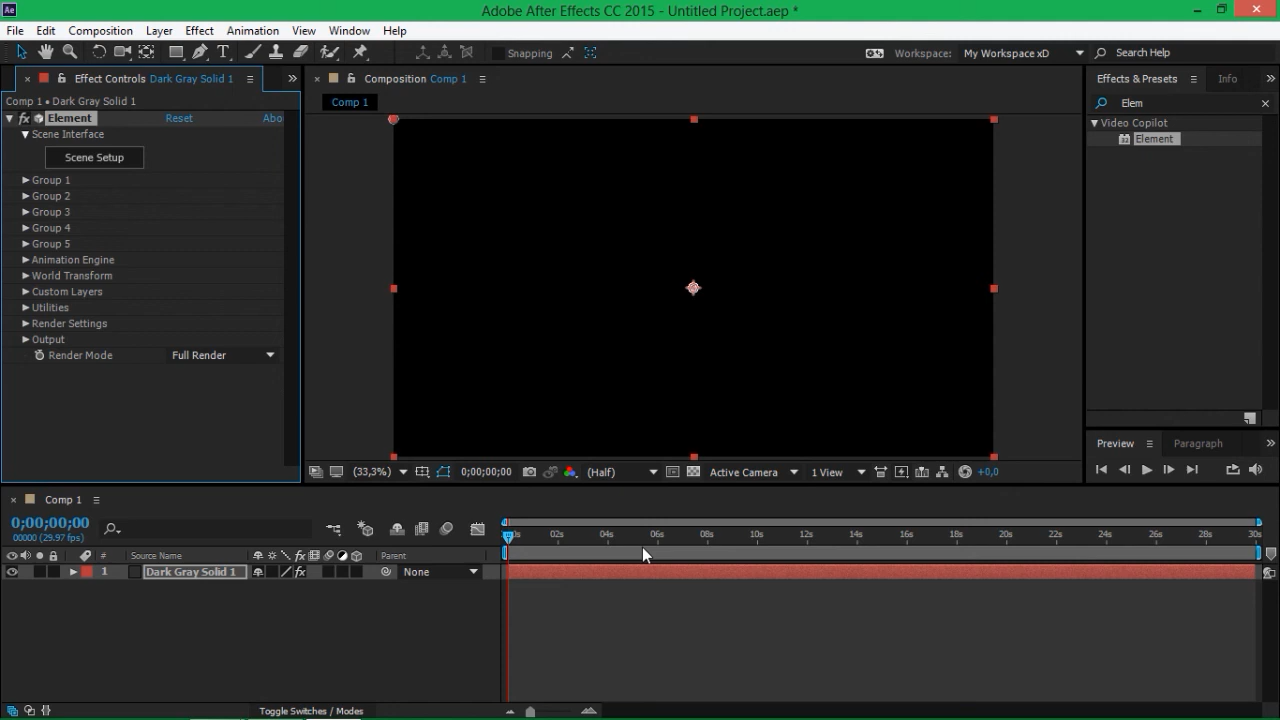 Ae
Adobe After Effects CC 2015 - Untitled Project.aep *
File Edit Composition Layer Effect Animation View Window Help
Snapping
Workspace: My Workspace xD
Search Help
Effect Controls Dark Gray Solid 1
Composition Comp 1
Effects & Presets
Info
Comp 1 • Dark Gray Solid 1
Comp 1
Elem
fx Element Reset Abo
Video Copilot
Scene Interface
Element
Scene Setup
Group 1
Group 2
Group 3
Group 4
Group 5
Animation Engine
World Transform
Custom Layers
Utilities
Render Settings
Output
Render Mode Full Render
Preview
Paragraph
(33,3%)
0;00;00;00
(Half)
Active Camera
1 View
+0,0
Comp 1
0;00;00;00
00000 (29.97 fps)
02s 04s 06s 08s 10s 12s 14s 16s 18s 20s 22s 24s 26s 28s 30s
# Source Name fx Parent
1 Dark Gray Solid 1 fx None
Toggle Switches / Modes